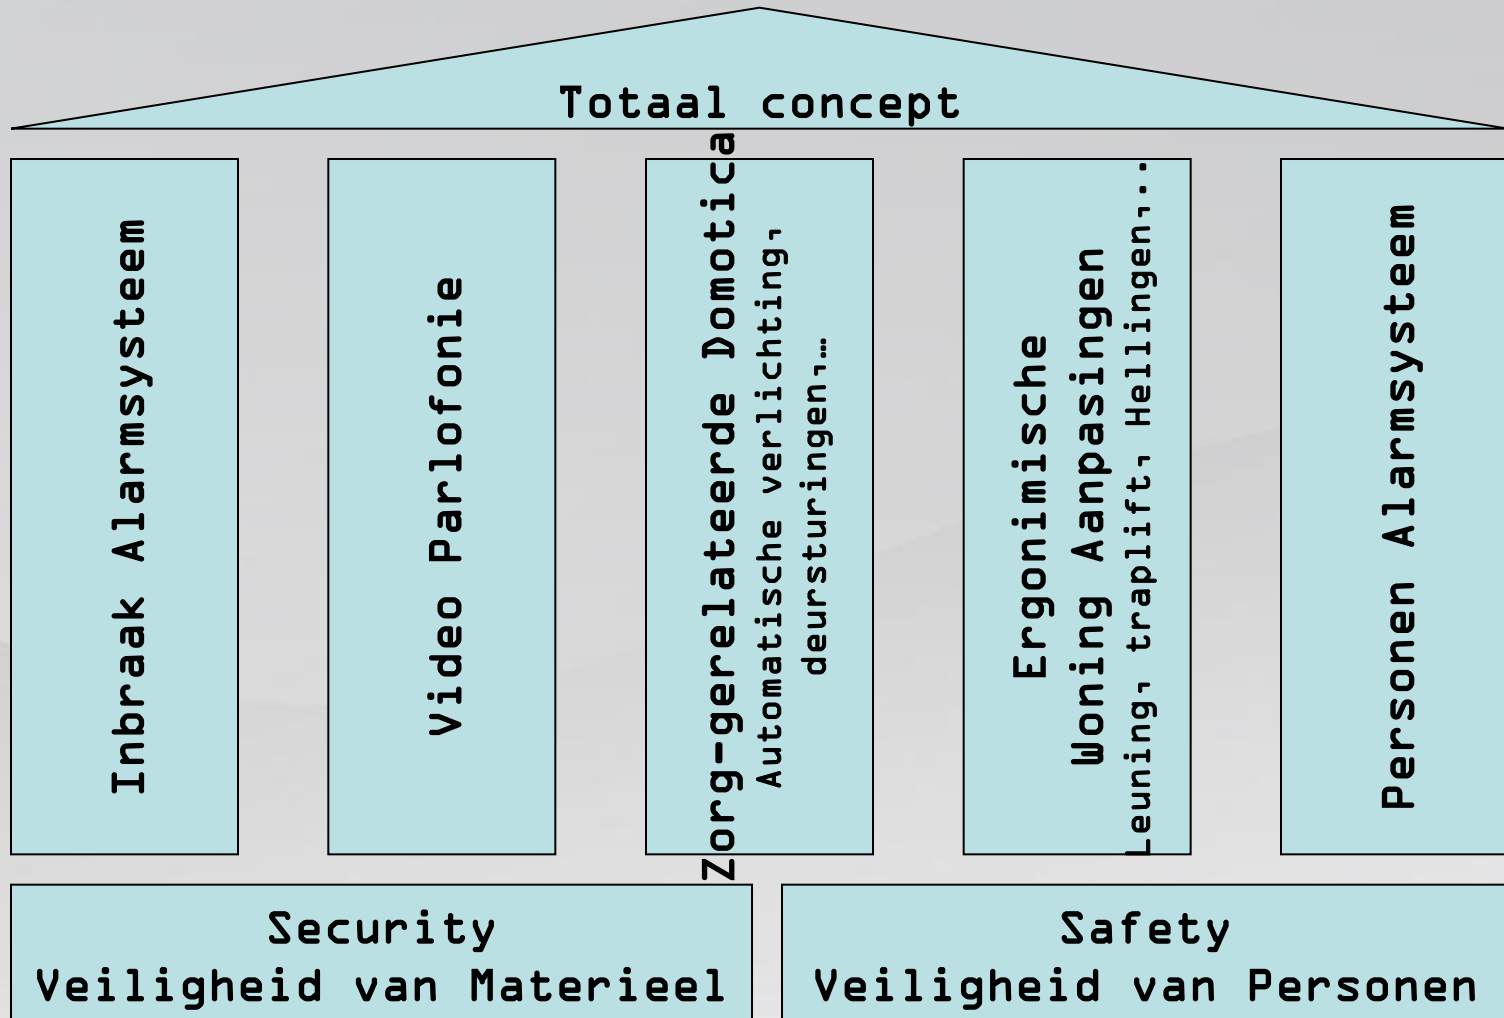 Totaal concept
Inbraak Alarmsysteem
Video Parlofonie
Zorg-gerelateerde Domotica
Automatische verlichting,
deursturingen,…
Ergonimische
Woning Aanpasingen
Leuning, traplift, Hellingen,..
Personen Alarmsysteem
Security
Veiligheid van Materieel
Safety
Veiligheid van Personen